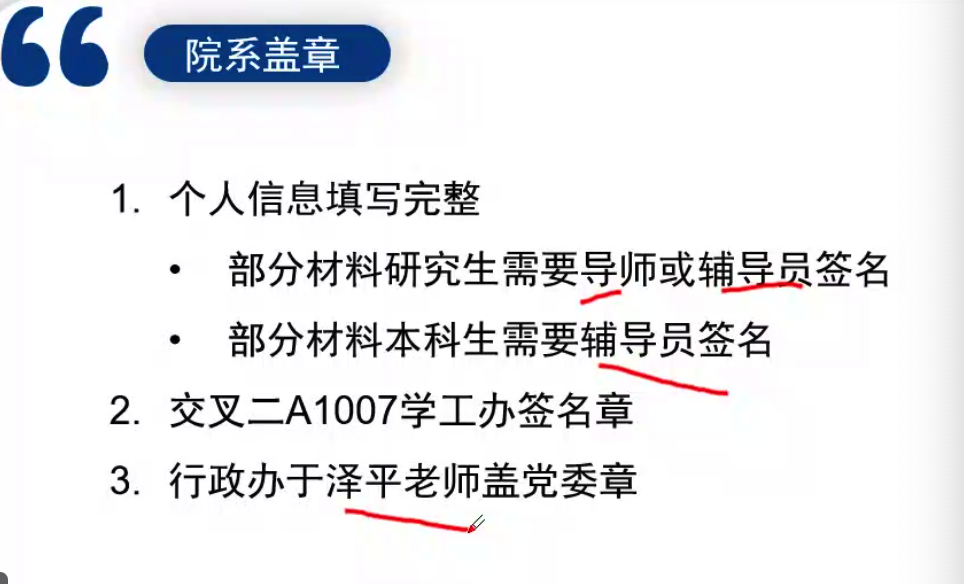 院系盖章
1. 个人信息填写完整
• 部分材料研究生需要导师或辅导员签名
• 部分材料本科生需要辅导员签名
2. 交叉二A1007学工办签名章
3. 行政办于泽平老师盖党委章